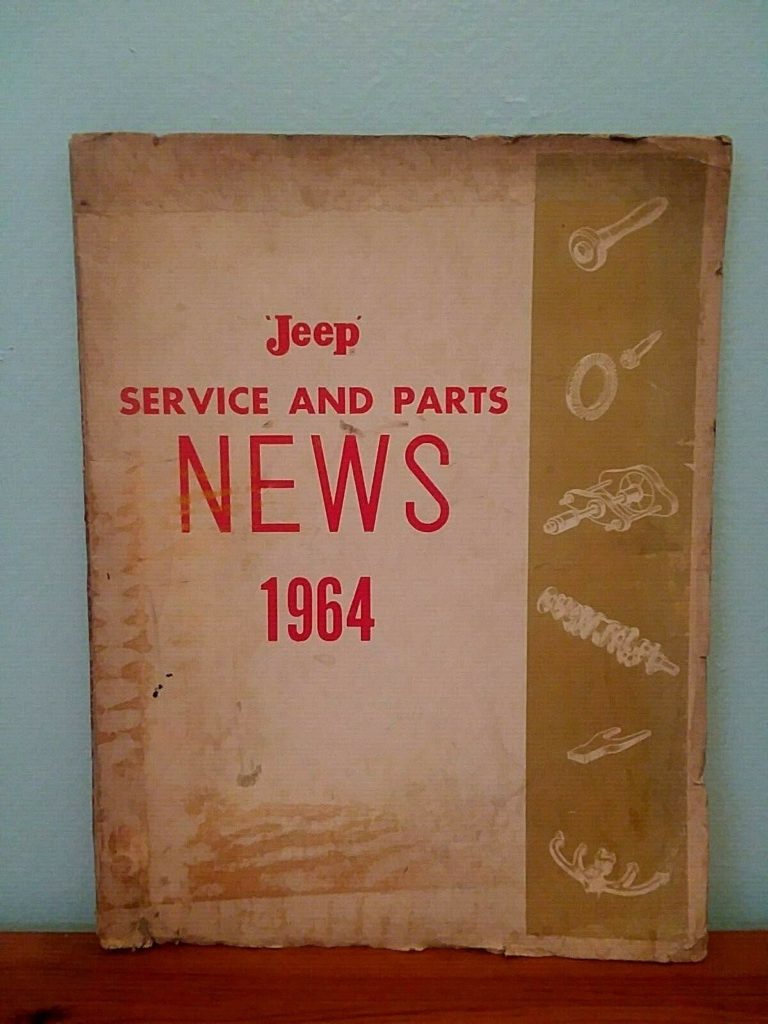 'Jeep'
SERVICE AND PARTS
NEWS
1964